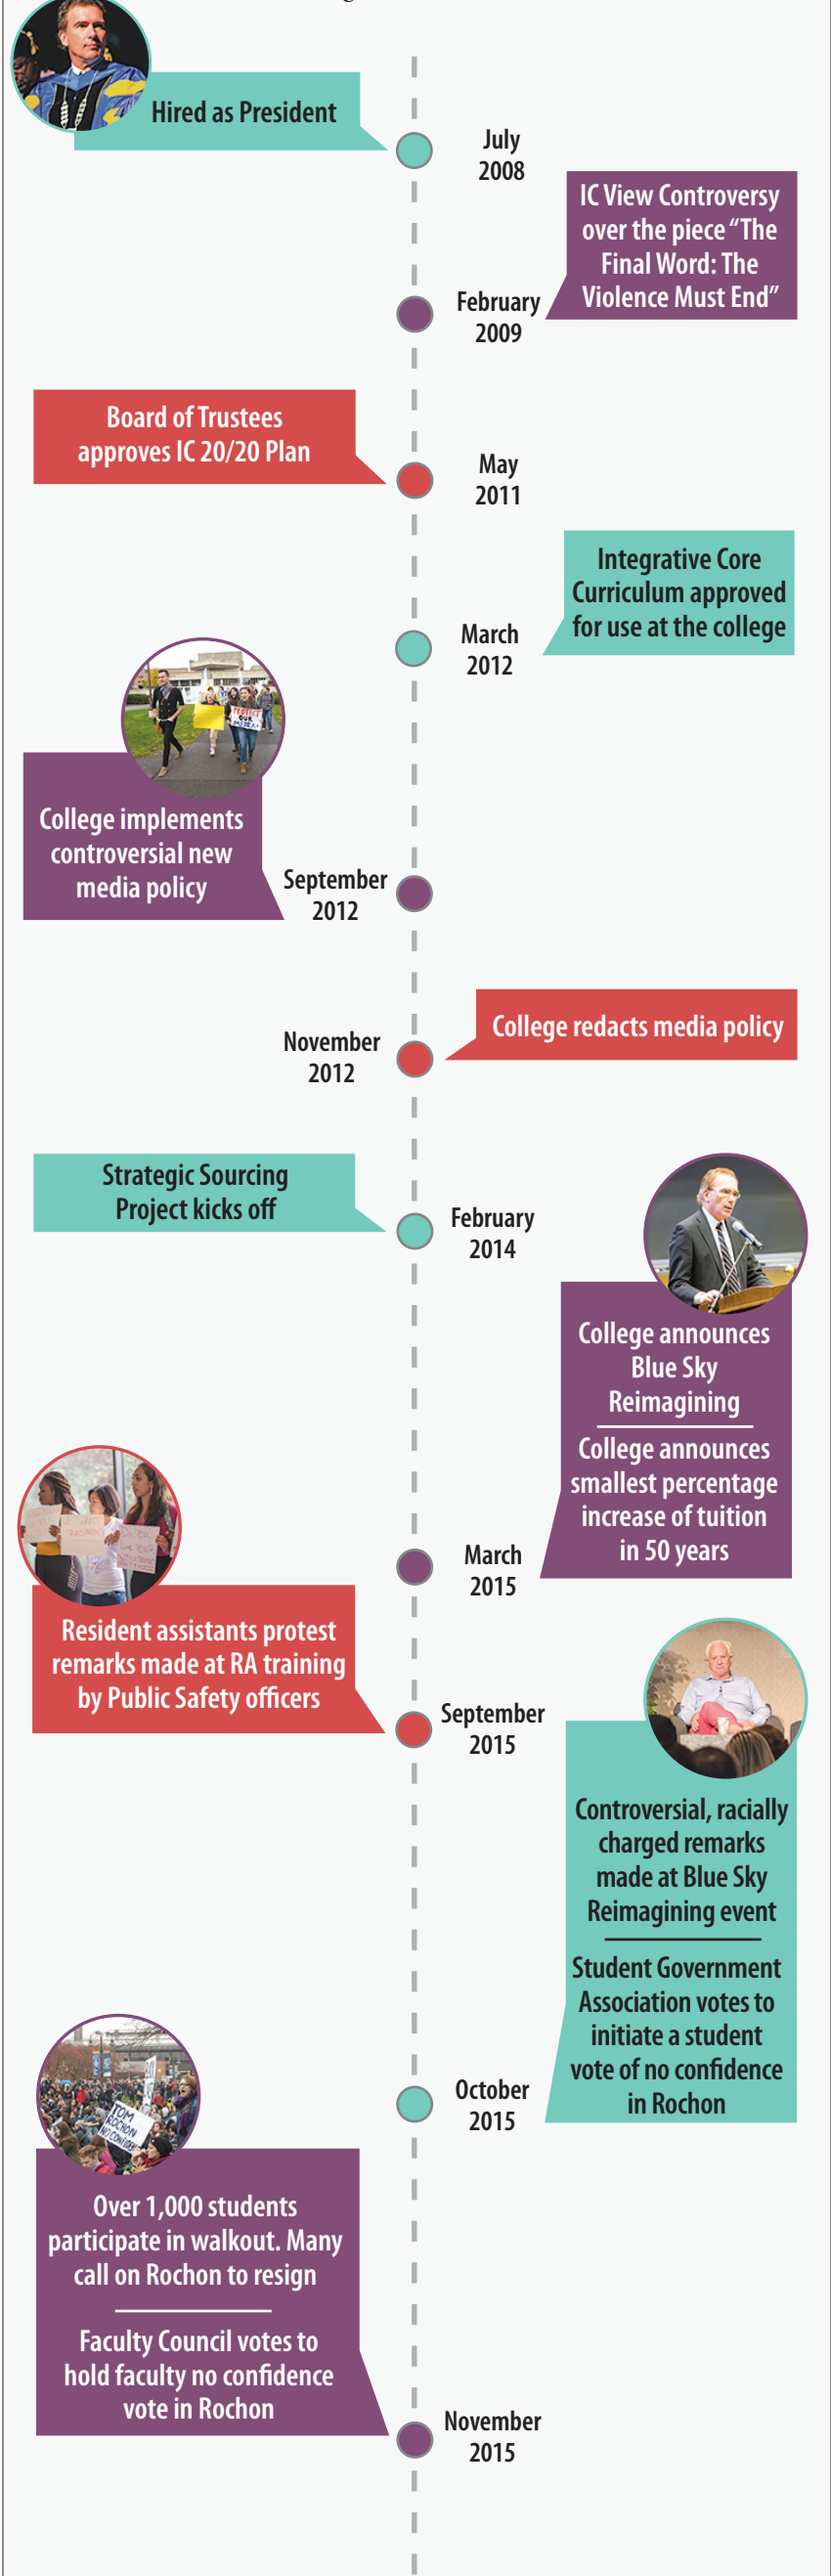 Hired as President
July
2008
IC View Controversy
over the piece “The
Final Word: The
Violence Must End”
February
2009
Board of Trustees
approves IC 20/20 Plan
May
2011
Integrative Core
Curriculum approved
for use at the college
March
2012
College implements
controversial new
media policy
September
2012
College redacts media policy
November
2012
Strategic Sourcing
Project kicks off
February
2014
College announces
Blue Sky
Reimagining
College announces
smallest percentage
increase of tuition
in 50 years
March
2015
Resident assistants protest
remarks made at RA training
by Public Safety officers
September
2015
Controversial, racially
charged remarks
made at Blue Sky
Reimagining event
Student Government
Association votes to
initiate a student
vote of no confidence
in Rochon
October
2015
PROTECT
OUR
MEDIA
TOM
ROCHON
NO CONFIDENCE
Over 1,000 students
participate in walkout. Many
call on Rochon to resign
Faculty Council votes to
hold faculty no confidence
vote in Rochon
November
2015